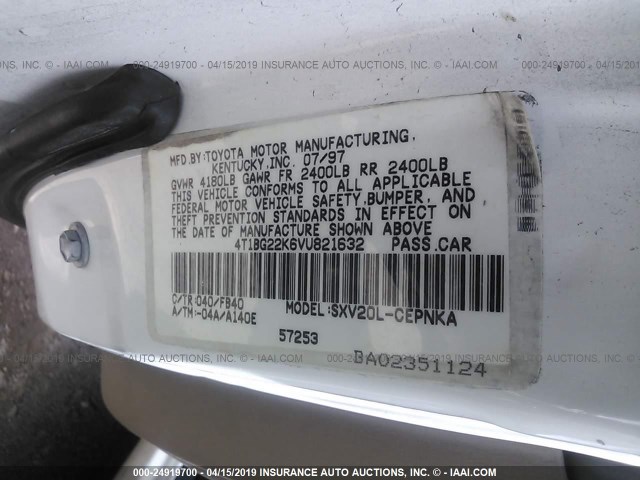 000-24919700 - 04/15/2019 INSURANCE AUTO AUCTIONS, INC. © - IAAI.COM
MFD.BY:TOYOTA MOTOR MANUFACTURING,
KENTUCKY,INC. 07/97
GVWR 4180LB GAWR FR 2400LB RR 2400LB
THIS VEHICLE CONFORMS TO ALL APPLICABLE
FEDERAL MOTOR VEHICLE SAFETY,BUMPER, AND
THEFT PREVENTION STANDARDS IN EFFECT ON
THE DATE OF MANUFACTURE SHOWN ABOVE
4T1BG22K6VU821632 PASS.CAR
C/TR:040/FB40 MODEL:SXV20L-CEPNKA
A/TM:-04A/A140E
57253
BA02351124
000-24919700 - 04/15/2019 INSURANCE AUTO AUCTIONS, INC. © - IAAI.COM